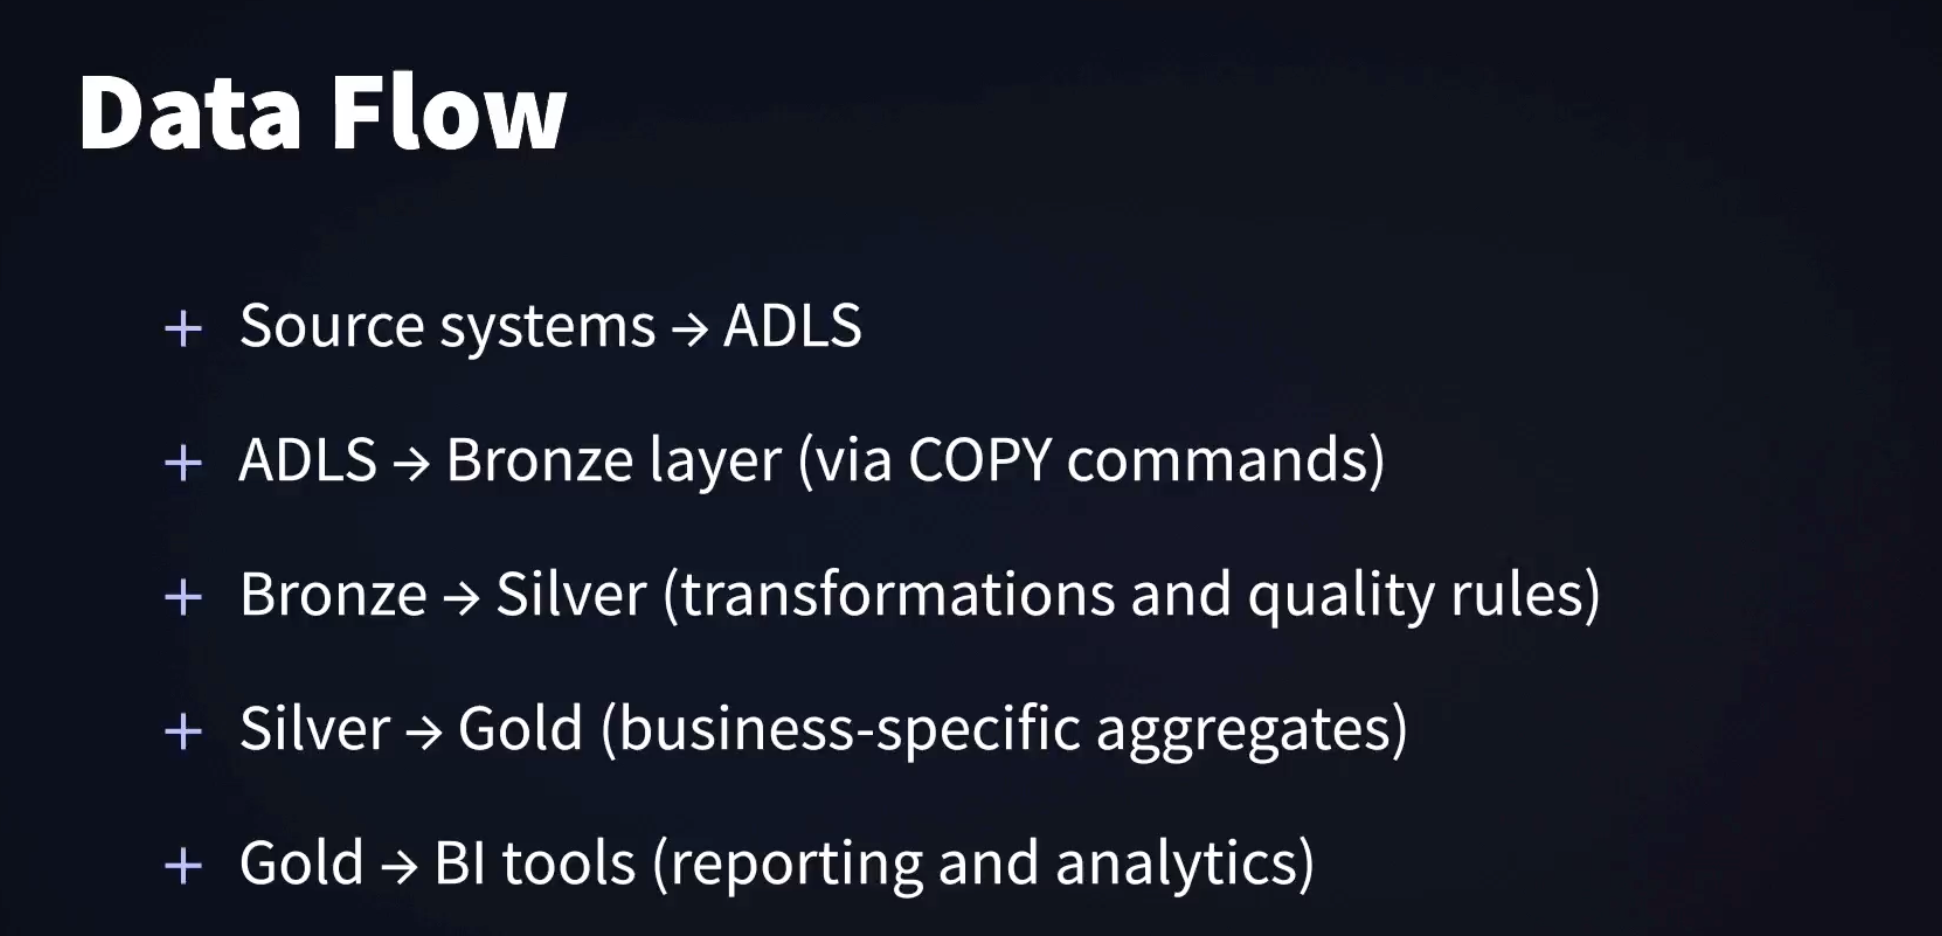 Data Flow
+ Source systems → ADLS
+ ADLS → Bronze layer (via COPY commands)
+ Bronze → Silver (transformations and quality rules)
+ Silver → Gold (business-specific aggregates)
+ Gold → BI tools (reporting and analytics)